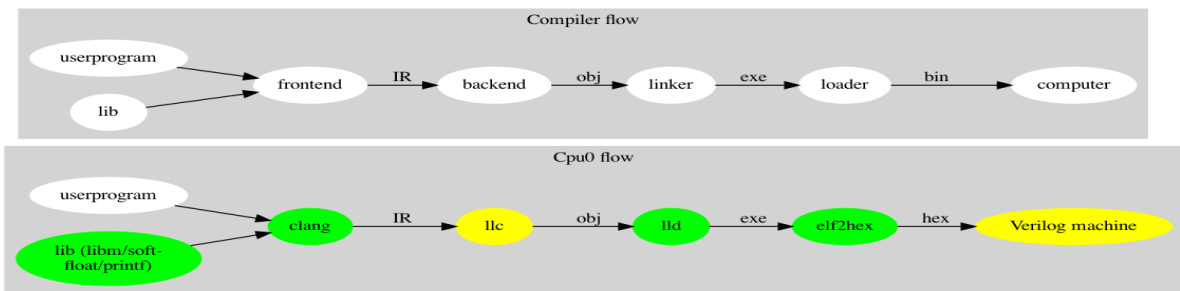 Compiler flow
userprogram
lib
frontend
IR
backend
obj
linker
exe
loader
bin
computer
Cpu0 flow
userprogram
lib (libm/soft-
float/printf)
clang
IR
llc
obj
lld
exe
elf2hex
hex
Verilog machine